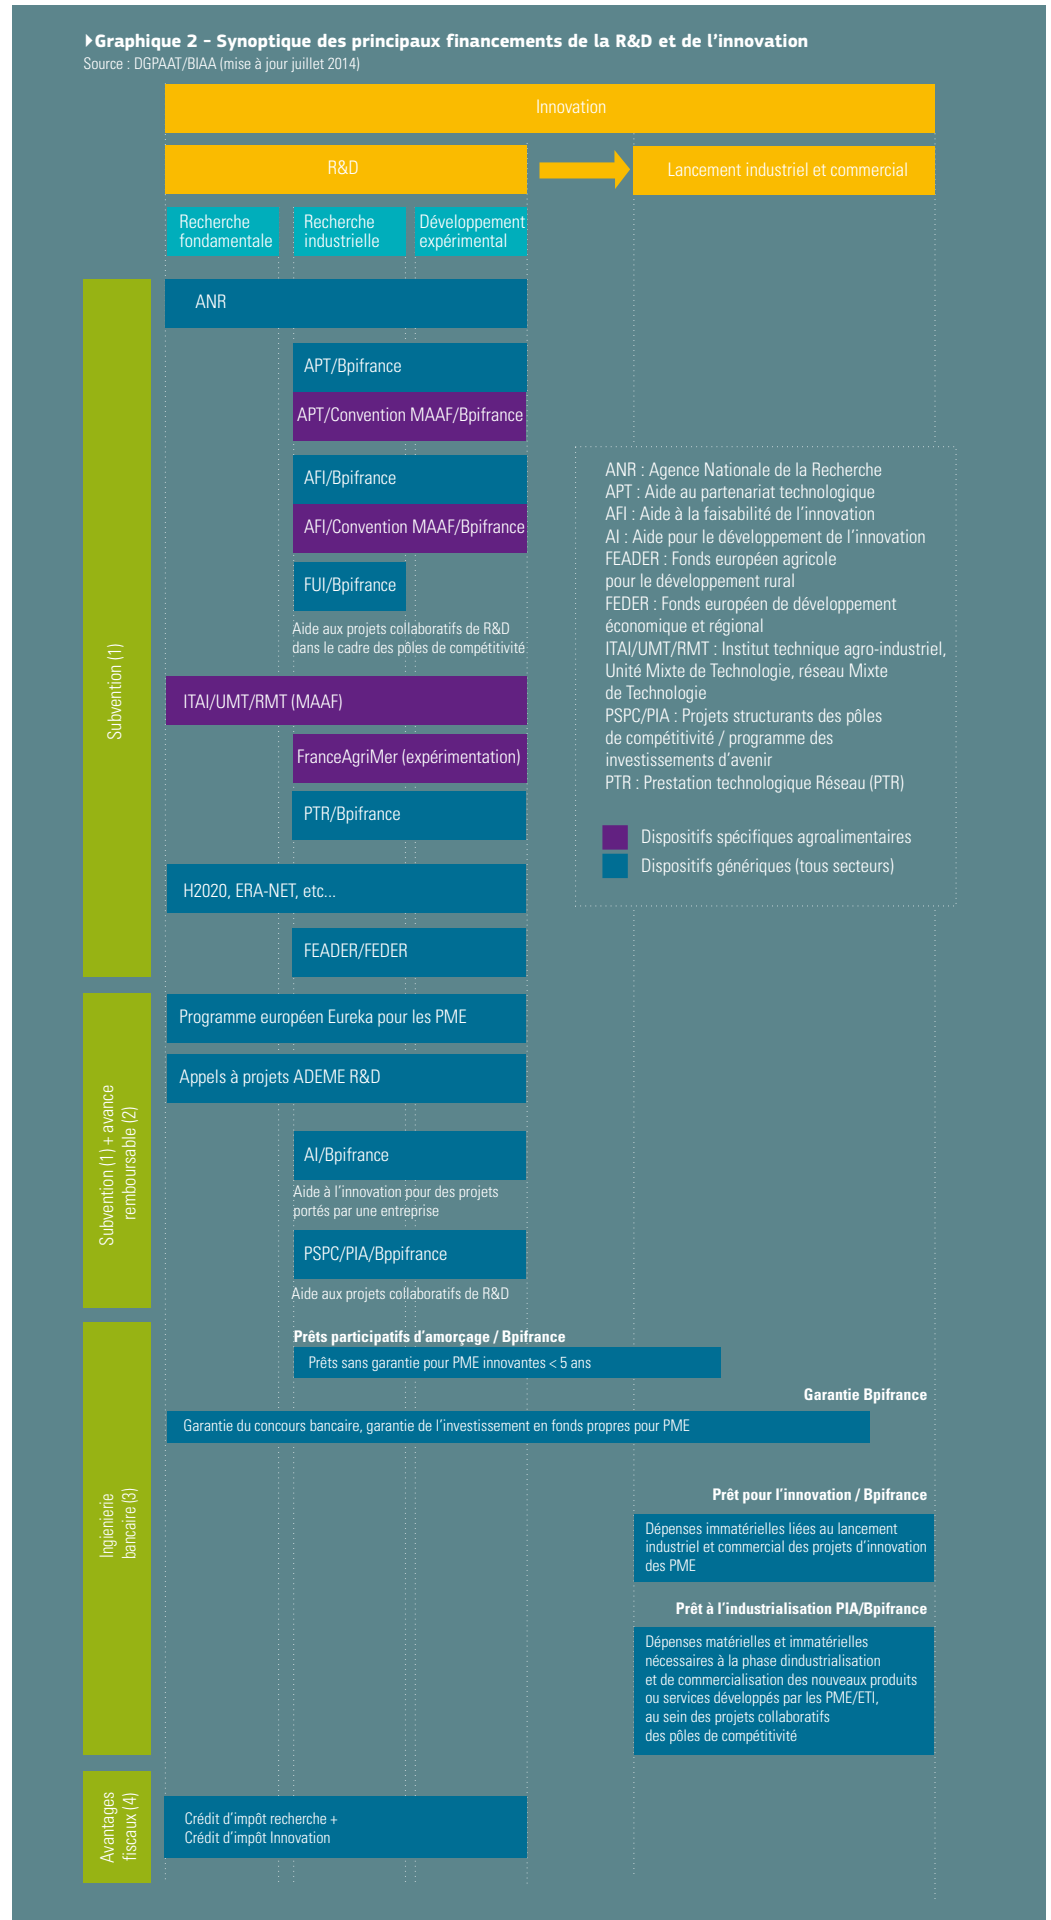 Graphique 2 - Synoptique des principaux financements de la R&D et de l'innovation
Source : DGPAAT/BIAA (mise à jour juillet 2014)
Innovation
R&D
Lancement industriel et commercial
Recherche
fondamentale
Recherche
industrielle
Développement
expérimental
Subvention (1)
ANR
APT/Bpifrance
APT/Convention MAAF/Bpifrance
AFI/Bpifrance
AFI/Convention MAAF/Bpifrance
FUI/Bpifrance
Aide aux projets collaboratifs de R&D
dans le cadre des pôles de compétitivité
ITAI/UMT/RMT (MAAF)
FranceAgriMer (expérimentation)
PTR/Bpifrance
H2020, ERA-NET, etc...
FEADER/FEDER
ANR : Agence Nationale de la Recherche
APT : Aide au partenariat technologique
AFI : Aide à la faisabilité de l'innovation
AI : Aide pour le développement de l'innovation
FEADER : Fonds européen agricole
pour le développement rural
FEDER : Fonds européen de développement
économique et régional
ITAI/UMT/RMT : Institut technique agro-industriel,
Unité Mixte de Technologie, réseau Mixte
de Technologie
PSPC/PIA : Projets structurants des pôles
de compétitivité / programme des
investissements d'avenir
PTR : Prestation technologique Réseau (PTR)
Dispositifs spécifiques agroalimentaires
Dispositifs génériques (tous secteurs)
Subvention (1) + avance
remboursable (2)
Programme européen Eureka pour les PME
Appels à projets ADEME R&D
AI/Bpifrance
Aide à l'innovation pour des projets
portés par une entreprise
PSPC/PIA/Bppifrance
Aide aux projets collaboratifs de R&D
Ingienierie
bancaire (3)
Prêts participatifs d'amorçage / Bpifrance
Prêts sans garantie pour PME innovantes < 5 ans
Garantie Bpifrance
Garantie du concours bancaire, garantie de l'investissement en fonds propres pour PME
Prêt pour l'innovation / Bpifrance
Dépenses immatérielles liées au lancement
industriel et commercial des projets d'innovation
des PME
Prêt à l'industrialisation PIA/Bpifrance
Dépenses matérielles et immatérielles
nécessaires à la phase dindustrialisation
et de commercialisation des nouveaux produits
ou services développés par les PME/ETI,
au sein des projets collaboratifs
des pôles de compétitivité
Avantages
fiscaux (4)
Crédit d'impôt recherche +
Crédit d'impôt Innovation